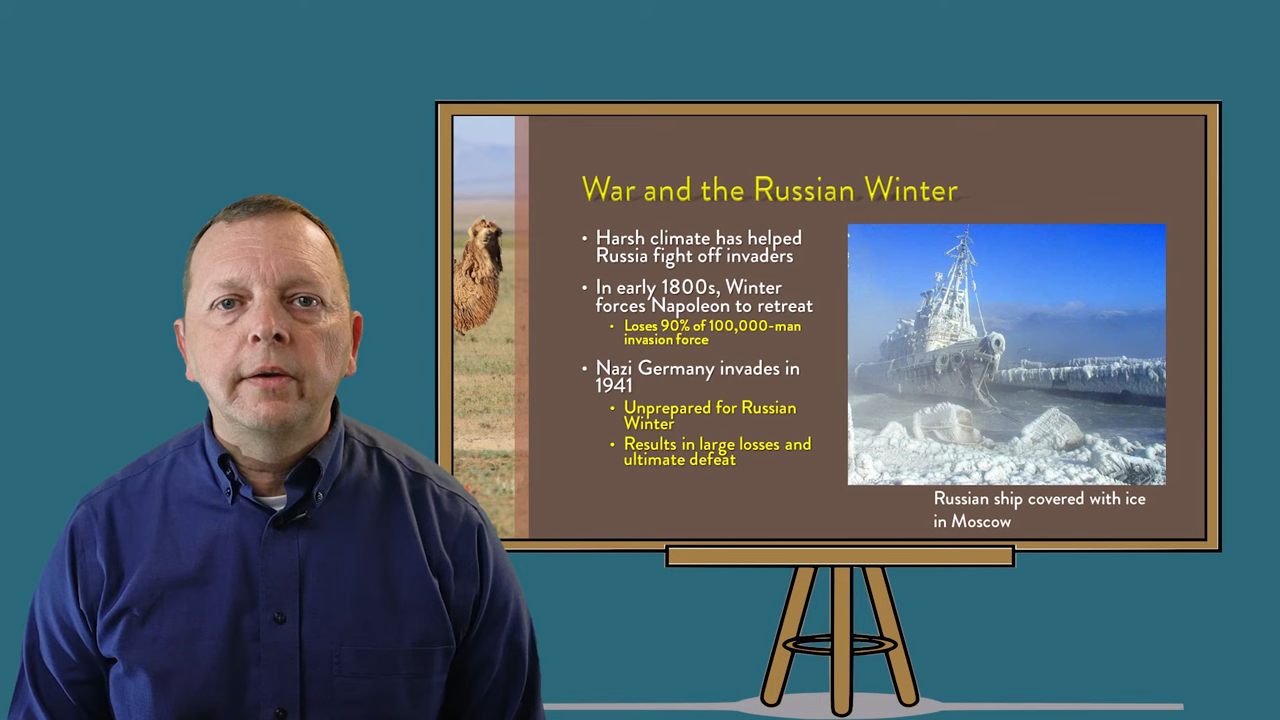 War and the Russian Winter
• Harsh climate has helped
Russia fight off invaders
• In early 1800s, Winter
forces Napoleon to retreat
• Loses 90% of 100,000-man
invasion force
• Nazi Germany invades in
1941
• Unprepared for Russian
Winter
• Results in large losses and
ultimate defeat
Russian ship covered with ice
in Moscow